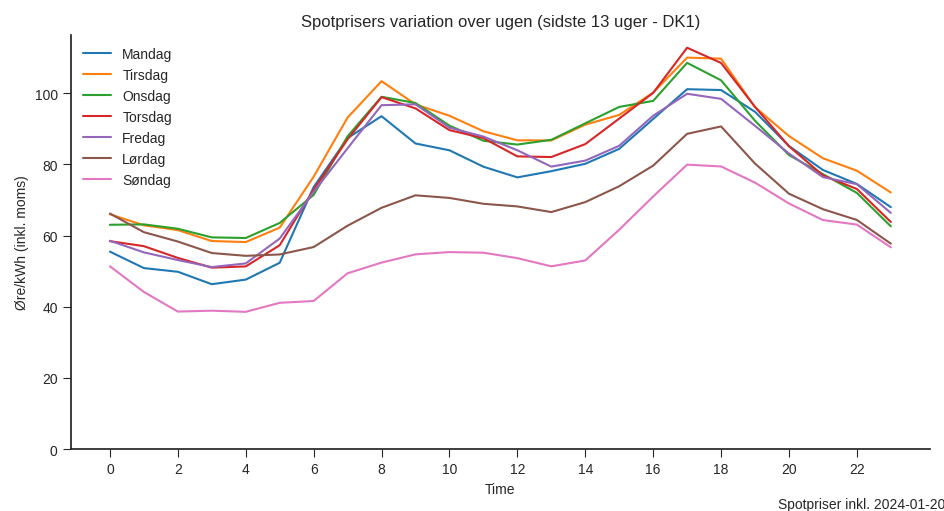 Spotprisers variation over ugen (sidste 13 uger - DK1)
Mandag
Tirsdag
Onsdag
Torsdag
Fredag
Lørdag
Søndag
Øre/kWh (inkl. moms)
100
80
60
40
20
0
0 2 4 6 8 10 12 14 16 18 20 22
Time
Spotpriser inkl. 2024-01-20